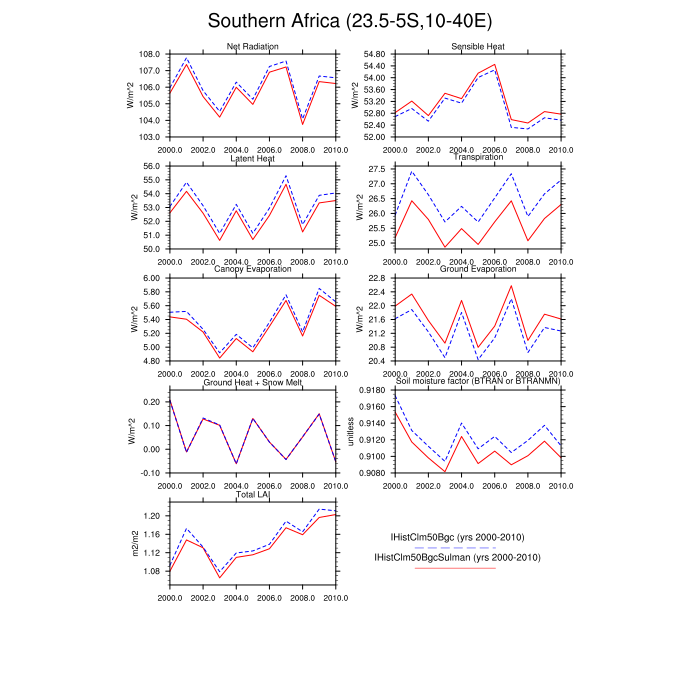 Southern Africa (23.5-5S,10-40E)
Net Radiation
W/m^2
108.0
107.0
106.0
105.0
104.0
103.0
2000.0 2002.0 2004.0 2006.0 2008.0 2010.0
Sensible Heat
W/m^2
54.80
54.40
54.00
53.60
53.20
52.80
52.40
52.00
2000.0 2002.0 2004.0 2006.0 2008.0 2010.0
Latent Heat
W/m^2
56.0
55.0
54.0
53.0
52.0
51.0
50.0
2000.0 2002.0 2004.0 2006.0 2008.0 2010.0
Transpiration
W/m^2
27.5
27.0
26.5
26.0
25.5
25.0
2000.0 2002.0 2004.0 2006.0 2008.0 2010.0
Canopy Evaporation
W/m^2
6.00
5.80
5.60
5.40
5.20
5.00
4.80
2000.0 2002.0 2004.0 2006.0 2008.0 2010.0
Ground Evaporation
W/m^2
22.8
22.4
22.0
21.6
21.2
20.8
20.4
2000.0 2002.0 2004.0 2006.0 2008.0 2010.0
Ground Heat + Snow Melt
W/m^2
0.20
0.10
0.00
-0.10
2000.0 2002.0 2004.0 2006.0 2008.0 2010.0
Soil moisture factor (BTRAN or BTRANMN)
unitless
0.9180
0.9160
0.9140
0.9120
0.9100
0.9080
2000.0 2002.0 2004.0 2006.0 2008.0 2010.0
Total LAI
m2/m2
1.20
1.16
1.12
1.08
2000.0 2002.0 2004.0 2006.0 2008.0 2010.0
IHistClm50Bgc (yrs 2000-2010)
IHistClm50BgcSulman (yrs 2000-2010)